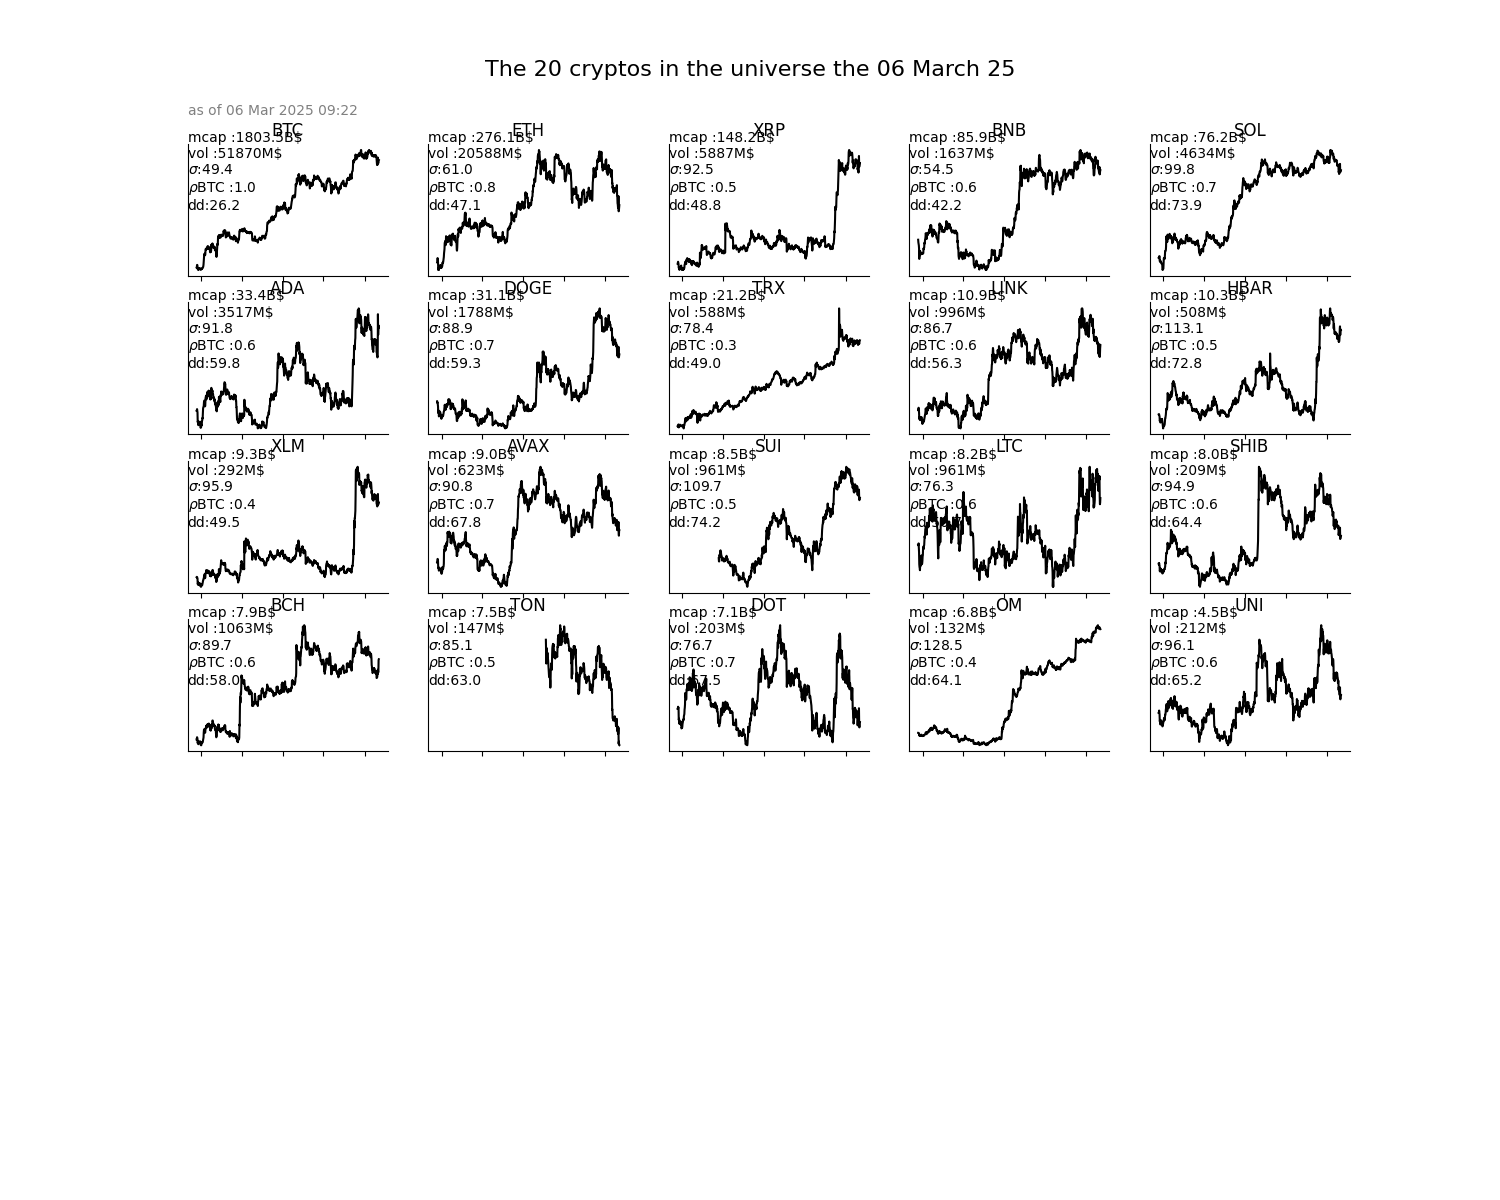 The 20 cryptos in the universe the 06 March 25
as of 06 Mar 2025 09:22
BTC
mcap :1803.5B$
vol :51870M$
σ:49.4
ρBTC :1.0
dd:26.2
ETH
mcap :276.1B$
vol :20588M$
σ:61.0
ρBTC :0.8
dd:47.1
XRP
mcap :148.2B$
vol :5887M$
σ:92.5
ρBTC :0.5
dd:48.8
BNB
mcap :85.9B$
vol :1637M$
σ:54.5
ρBTC :0.6
dd:42.2
SOL
mcap :76.2B$
vol :4634M$
σ:99.8
ρBTC :0.7
dd:73.9
ADA
mcap :33.4B$
vol :3517M$
σ:91.8
ρBTC :0.6
dd:59.8
DOGE
mcap :31.1B$
vol :1788M$
σ:88.9
ρBTC :0.7
dd:59.3
TRX
mcap :21.2B$
vol :588M$
σ:78.4
ρBTC :0.3
dd:49.0
LINK
mcap :10.9B$
vol :996M$
σ:86.7
ρBTC :0.6
dd:56.3
HBAR
mcap :10.3B$
vol :508M$
σ:113.1
ρBTC :0.5
dd:72.8
XLM
mcap :9.3B$
vol :292M$
σ:95.9
ρBTC :0.4
dd:49.5
AVAX
mcap :9.0B$
vol :623M$
σ:90.8
ρBTC :0.7
dd:67.8
SUI
mcap :8.5B$
vol :961M$
σ:109.7
ρBTC :0.5
dd:74.2
LTC
mcap :8.2B$
vol :961M$
σ:76.3
ρBTC :0.6
SHIB
mcap :8.0B$
vol :209M$
σ:94.9
ρBTC :0.6
dd:64.4
BCH
mcap :7.9B$
vol :1063M$
σ:89.7
ρBTC :0.6
dd:58.0
TON
mcap :7.5B$
vol :147M$
σ:85.1
ρBTC :0.5
dd:63.0
DOT
mcap :7.1B$
vol :203M$
σ:76.7
ρBTC :0.7
dd:67.5
OM
mcap :6.8B$
vol :132M$
σ:128.5
ρBTC :0.4
dd:64.1
UNI
mcap :4.5B$
vol :212M$
σ:96.1
ρBTC :0.6
dd:65.2